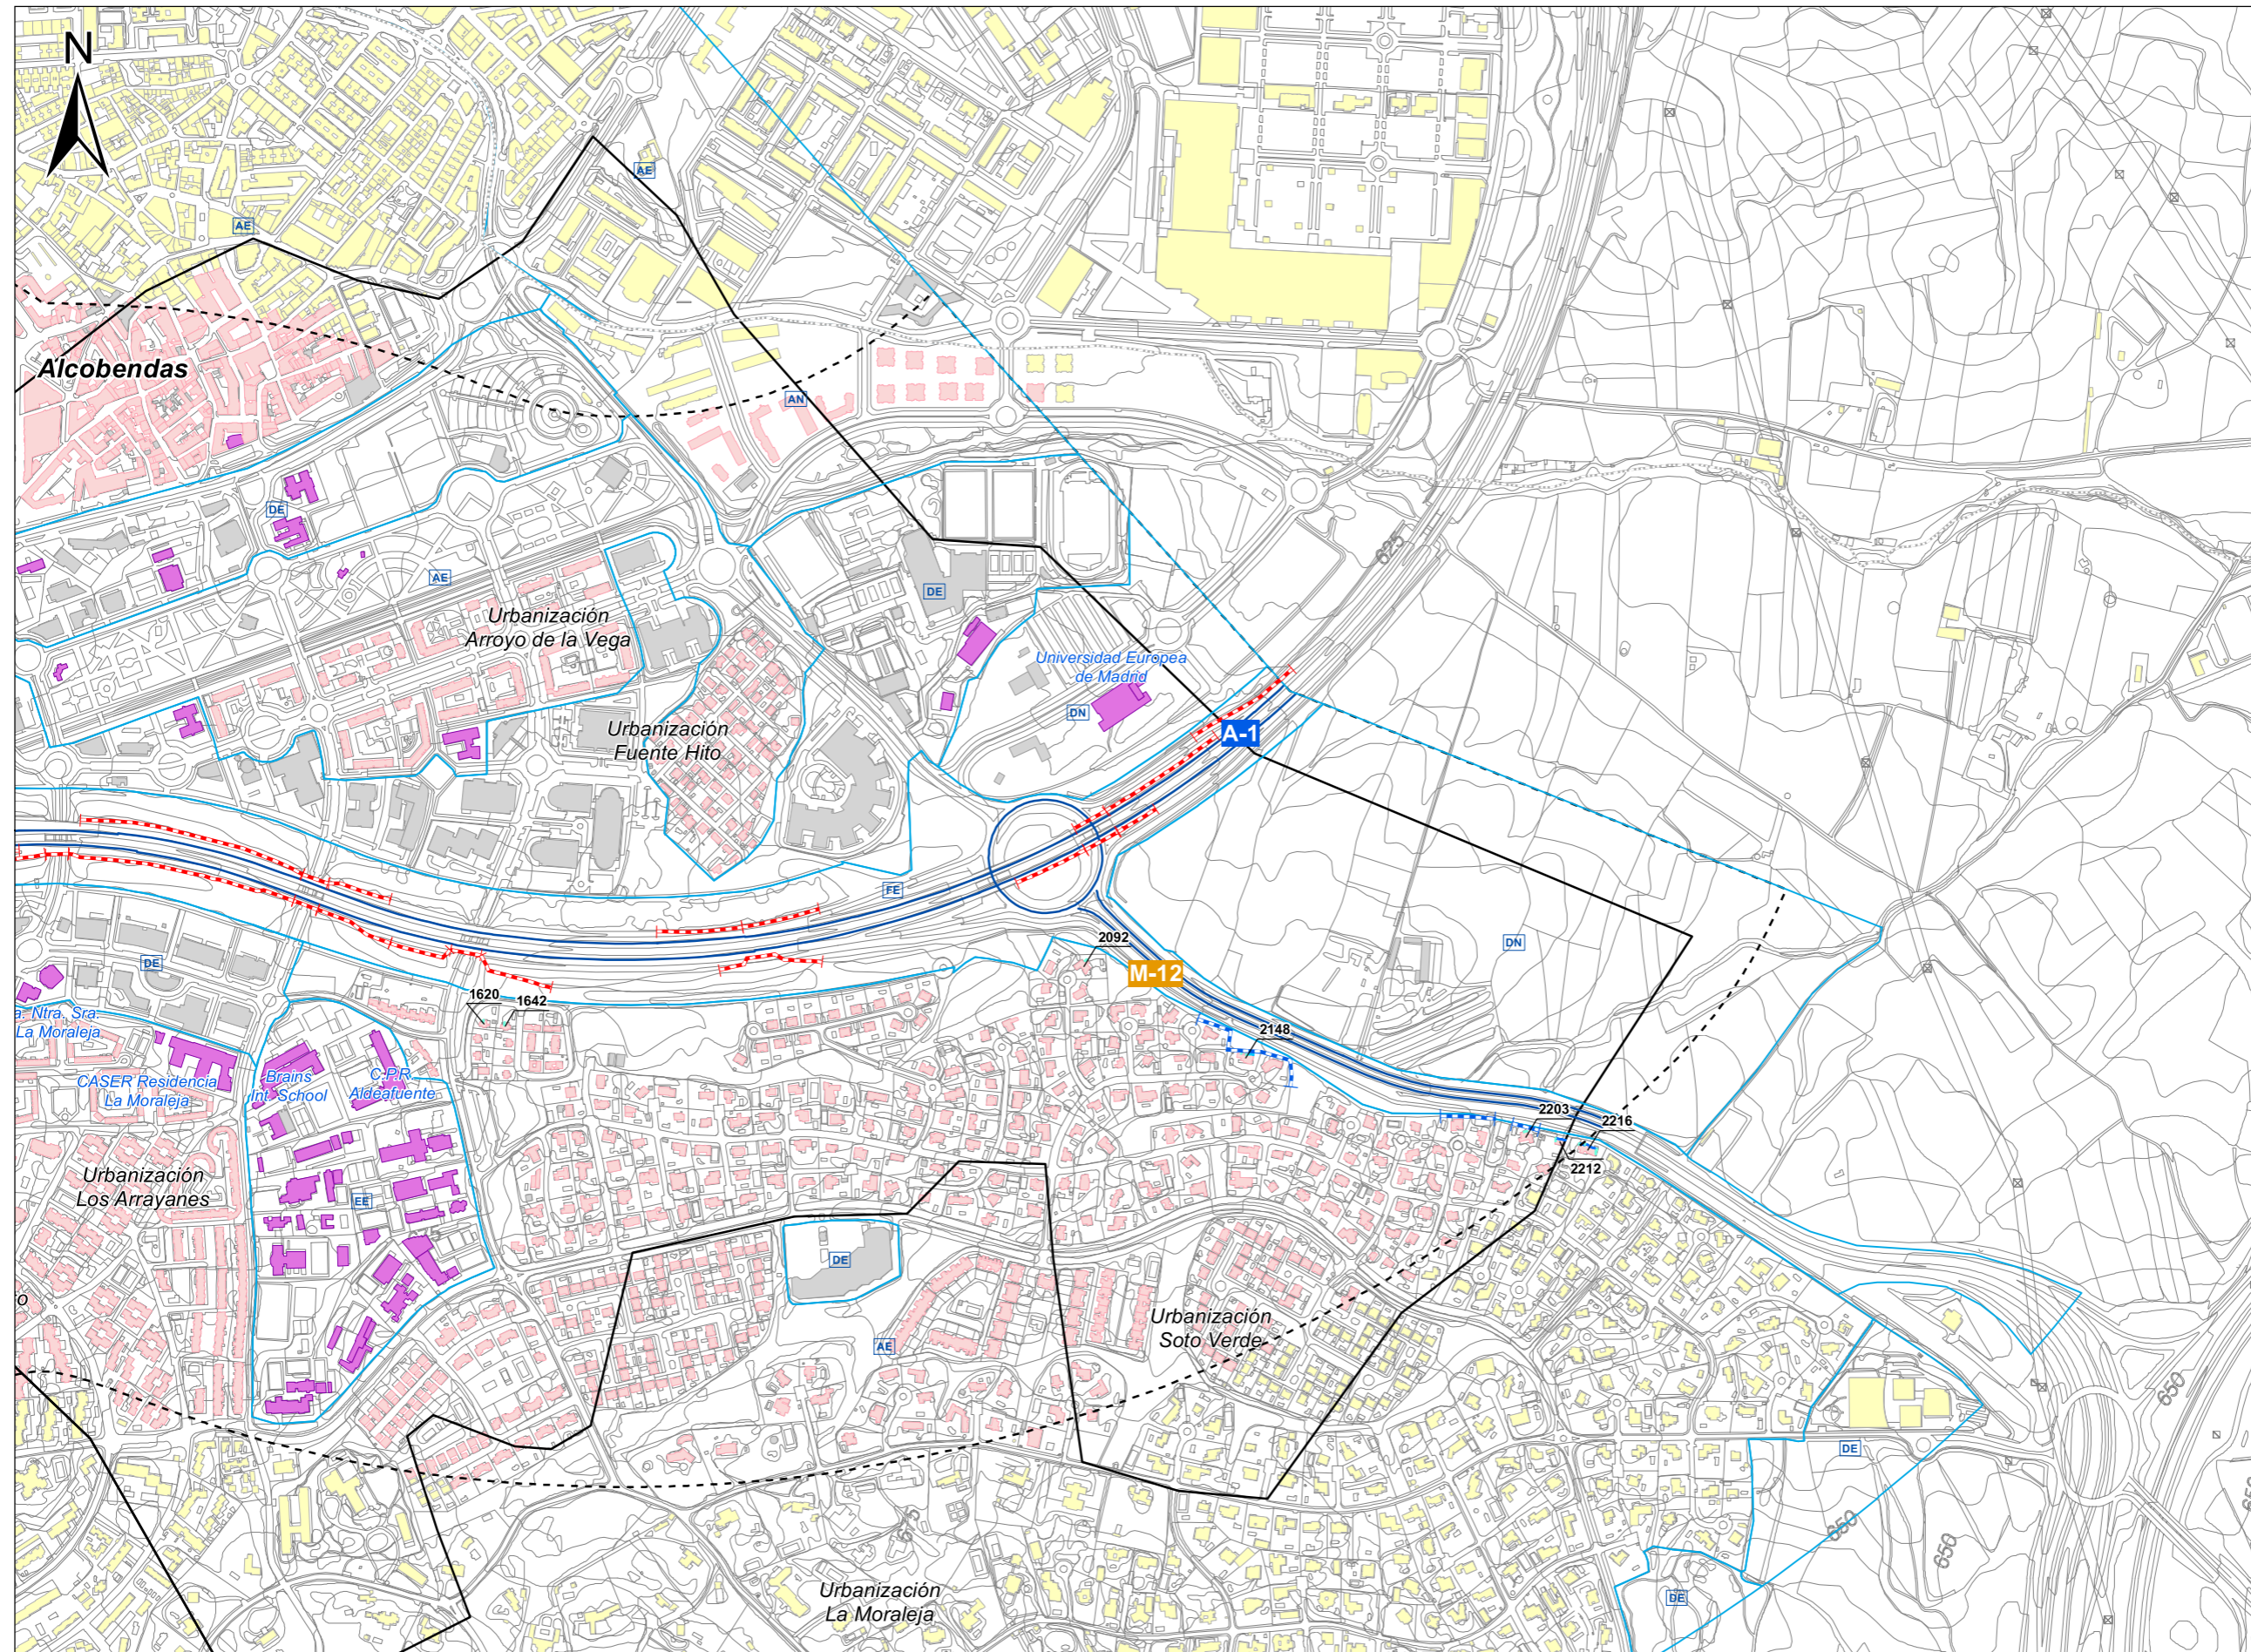 N
AE
AE
Alcobendas
AN
625
DE
AE
DE
Urbanización
Arroyo de la Vega
Universidad Europea
de Madrid
DN
Urbanización
Fuente Hito
A-1
FE
2092
DN
DE
M-12
1620
1642
a. Ntra. Sra.
La Moraleja
2148
CASER Residencia
La Moraleja
Brains
Int. School
C.P.R.
Aldeafuente
2203
2216
2212
Urbanización
Los Arrayanes
EE
DE
o
Urbanización
Soto Verde
AE
650
DE
675
650
650
Urbanización
La Moraleja
DE